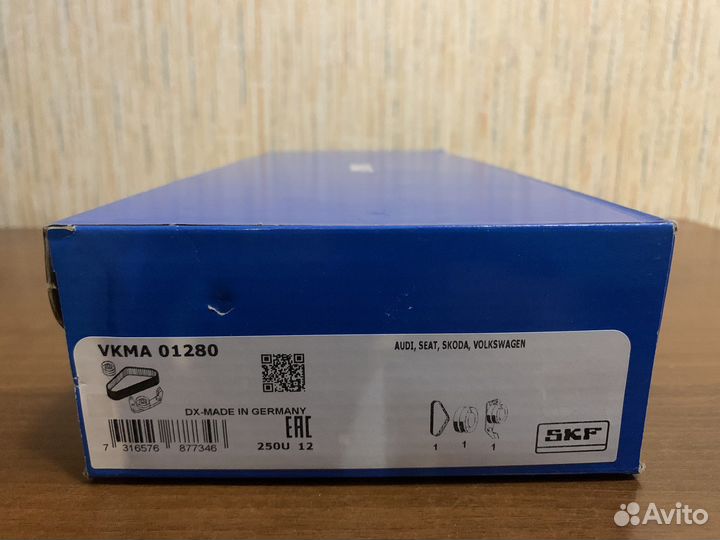 VKMA 01280
AUDI, SEAT, SKODA, VOLKSWAGEN
DX-MADE IN GERMANY
EAC
7 316576 877346
250U 12
1 1 1
SKF
Avito